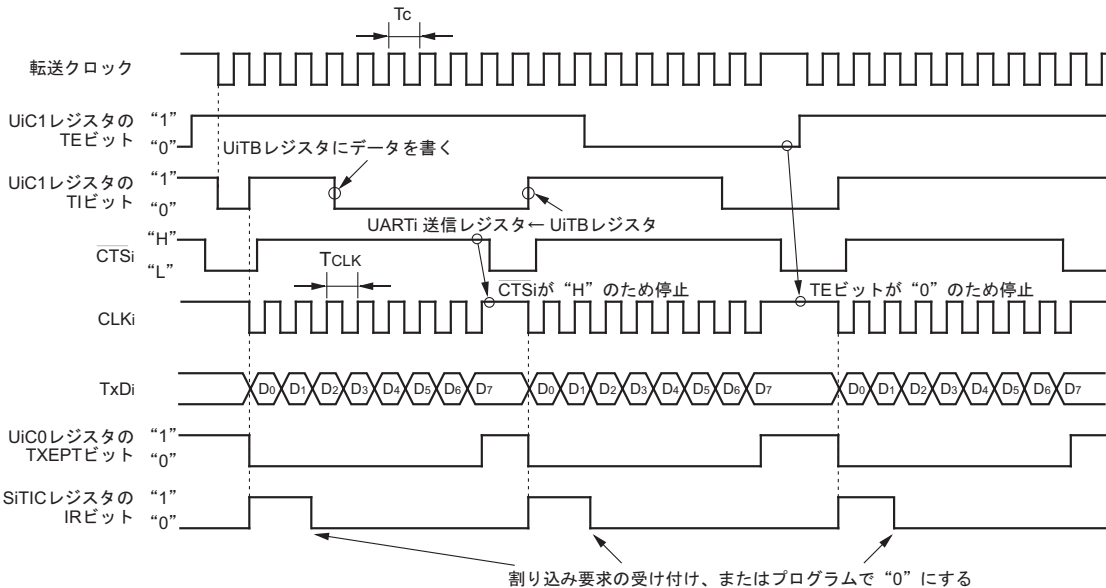 Tc
転送クロック
UiC1レジスタの
TEビット
“1”
“0”
UiTBレジスタにデータを書く
UiC1レジスタの
TIビット
“1”
“0”
UARTi 送信レジスタ← UiTBレジスタ
CTSi
“H”
“L”
TCLK
CTSiが“H”のため停止
TEビットが“0”のため停止
CLKi
TxDi
D0 D1 D2 D3 D4 D5 D6 D7 D0 D1 D2 D3 D4 D5 D6 D7 D0 D1 D2 D3 D4 D5 D6 D7
UiC0レジスタの
TXEPTビット
“1”
“0”
SiTICレジスタの
IRビット
“1”
“0”
割り込み要求の受け付け、またはプログラムで“0”にする